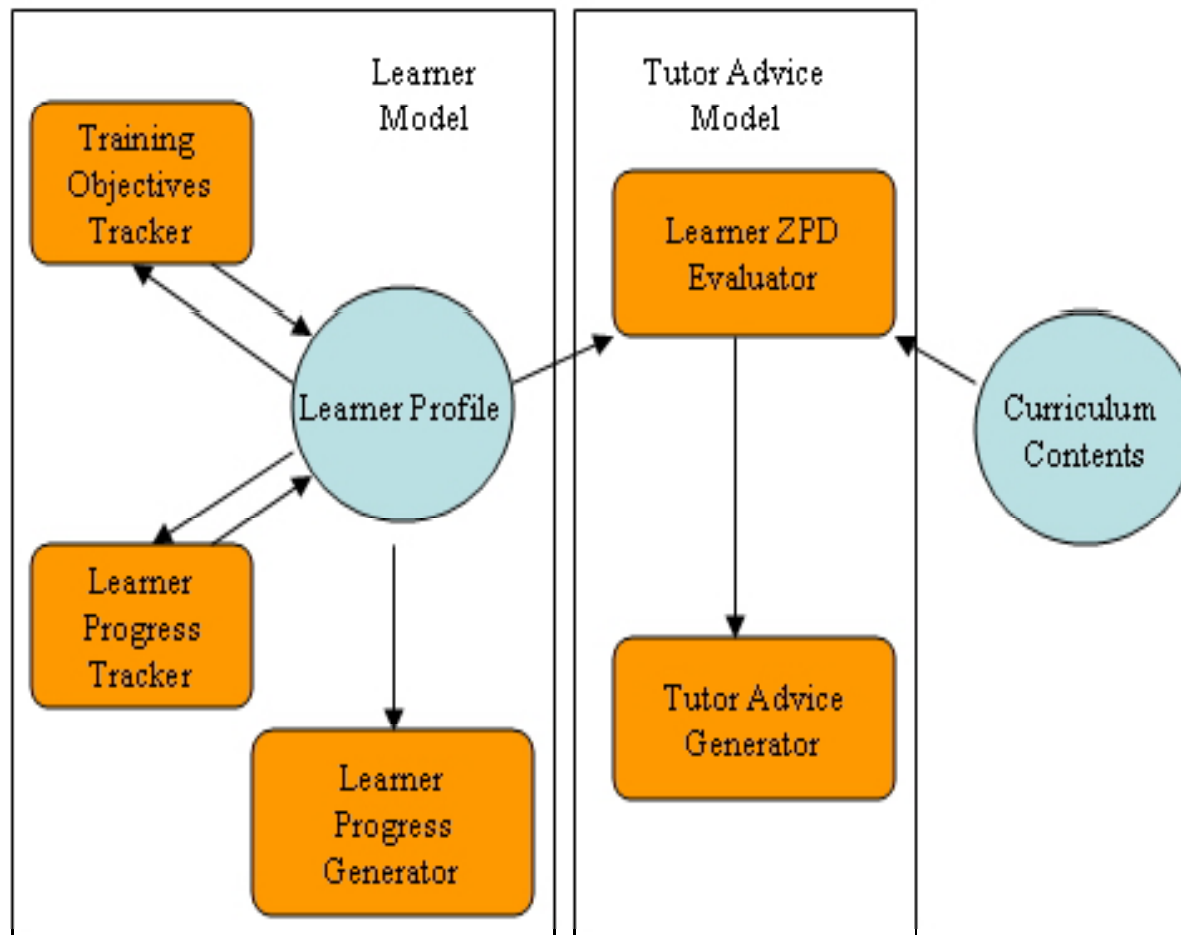 Learner
Model
Tutor Advice
Model
Training
Objectives
Tracker
Learner ZPD
Evaluator
Learner Profile
Curriculum
Contents
Learner
Progress
Tracker
Tutor Advice
Generator
Learner
Progress
Generator